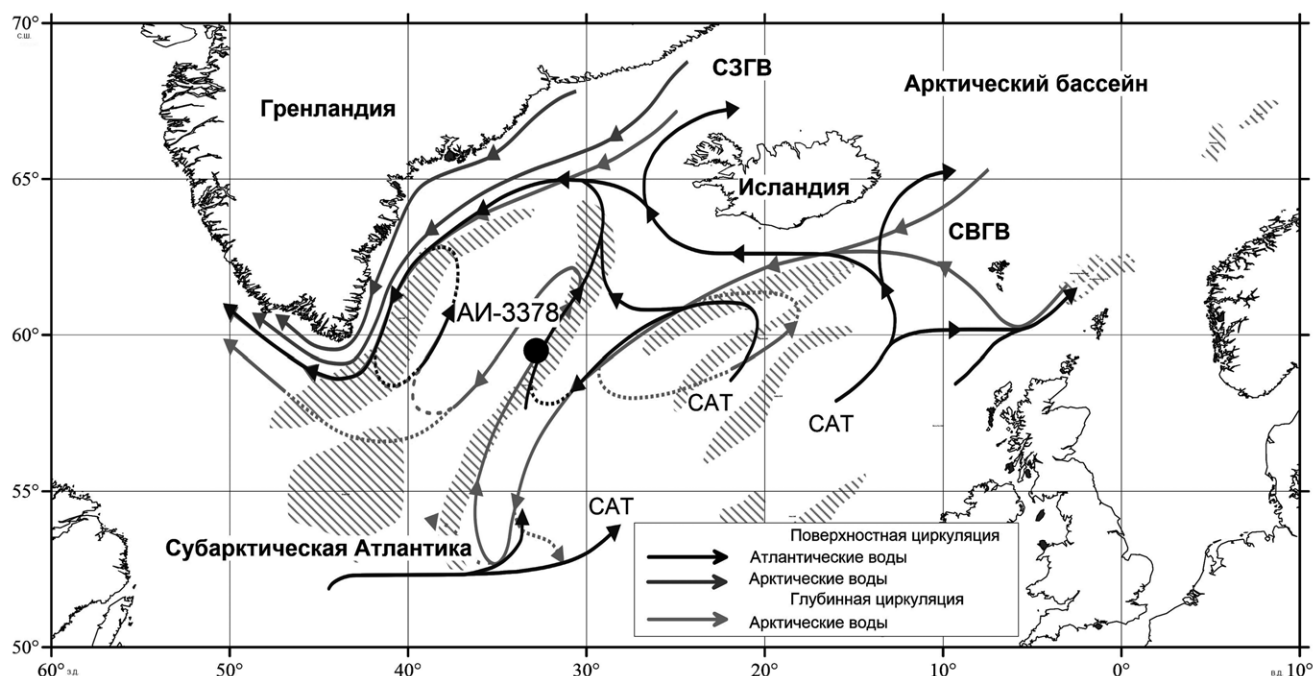 70°
с.ш.
СЗГВ
Арктический бассейн
Гренландия
65°
Исландия
СВГВ
АИ-3378
60°
САТ
САТ
55°
САТ
Субарктическая Атлантика
Поверхностная циркуляция
Атлантические воды
Арктические воды
Глубинная циркуляция
Арктические воды
50°
60° з.д. 50° 40° 30° 20° 10° 0° в.д. 10°